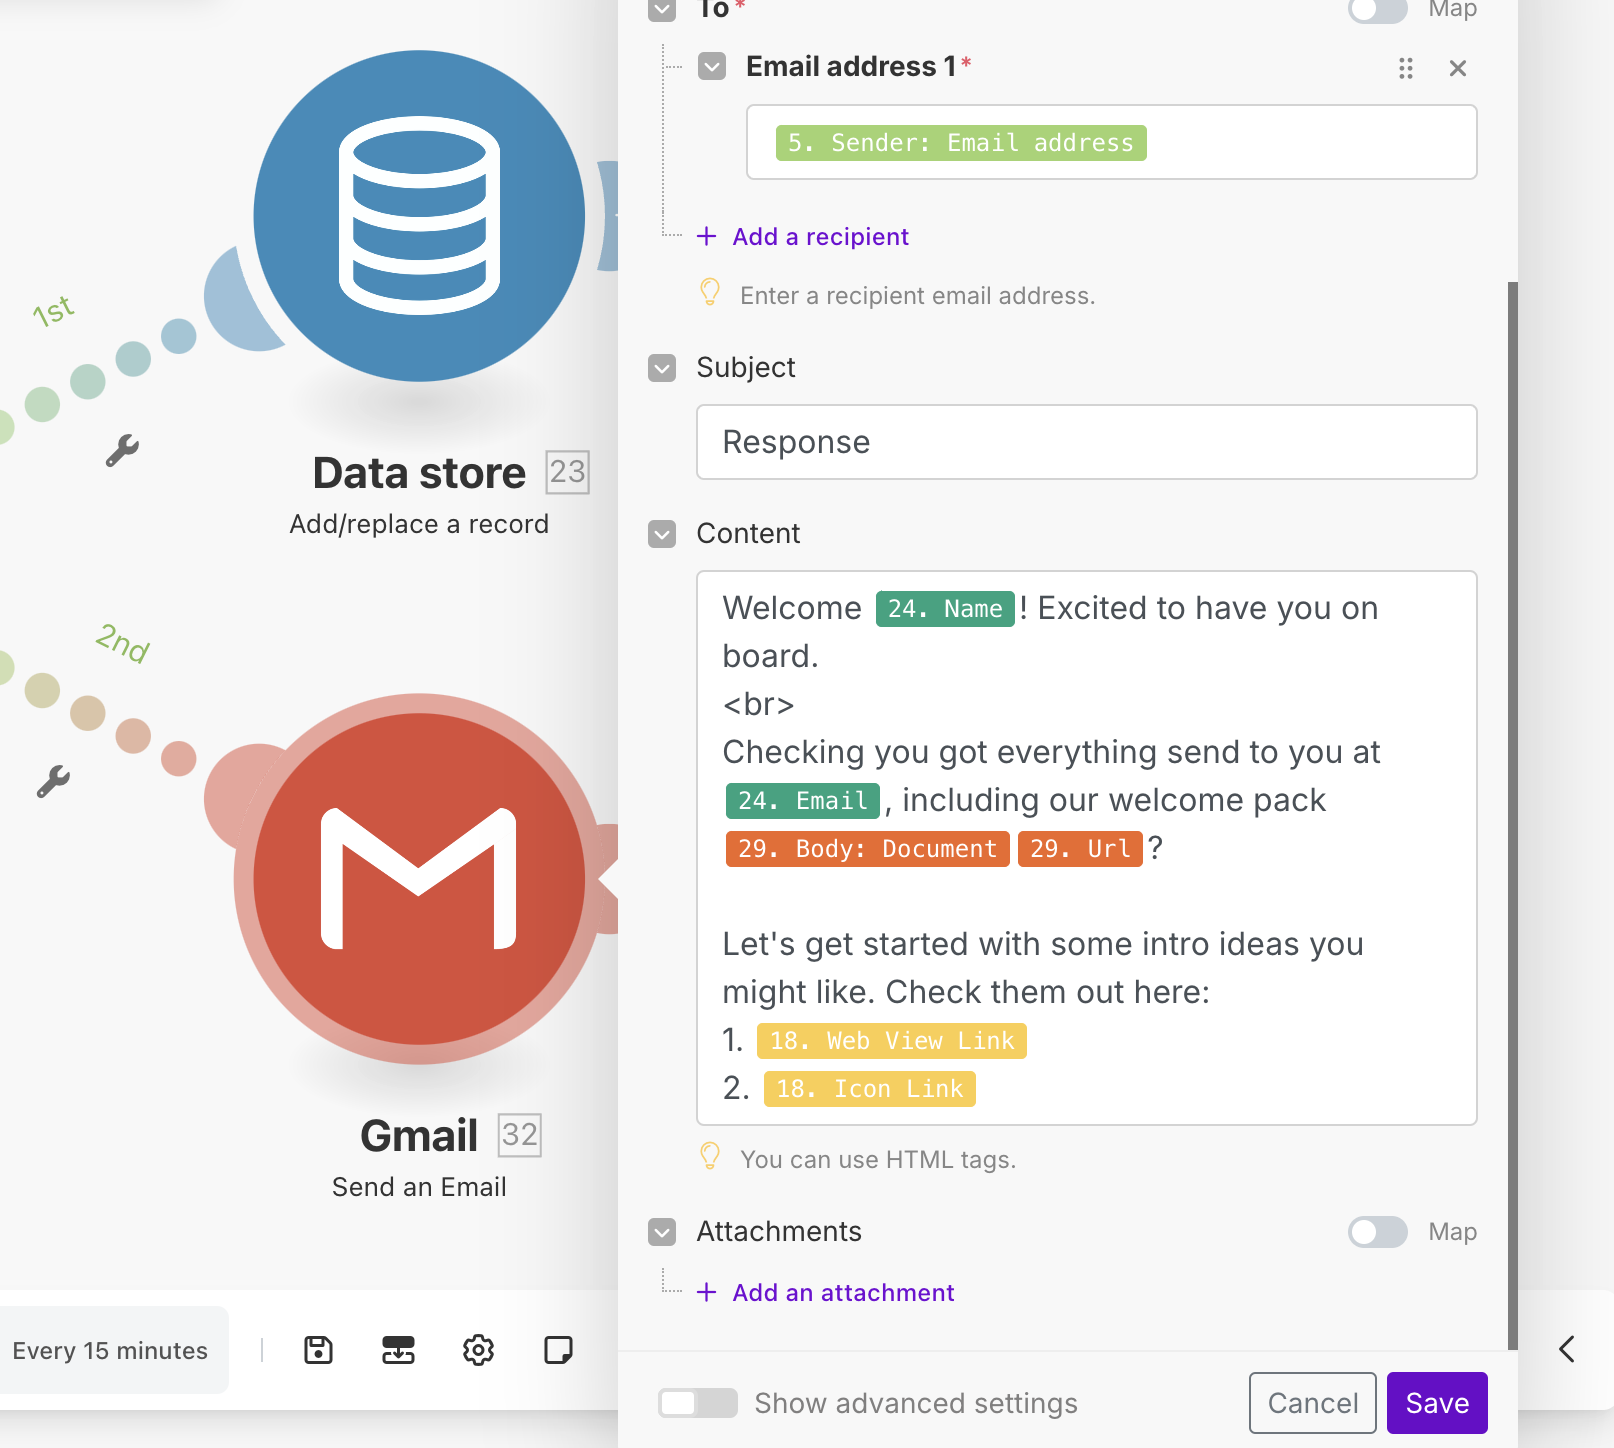 To*
Map
Email address 1*
5. Sender: Email address
+ Add a recipient
Enter a recipient email address.
Subject
Response
Content
Welcome 24. Name! Excited to have you on
board.
<br>
Checking you got everything send to you at
24. Email, including our welcome pack
29. Body: Document 29. Url?
Let's get started with some intro ideas you
might like. Check them out here:
1. 18. Web View Link
2. 18. Icon Link
You can use HTML tags.
Attachments
Map
+ Add an attachment
Show advanced settings
Cancel
Save
1st
Data store 23
Add/replace a record
2nd
Gmail 32
Send an Email
Every 15 minutes